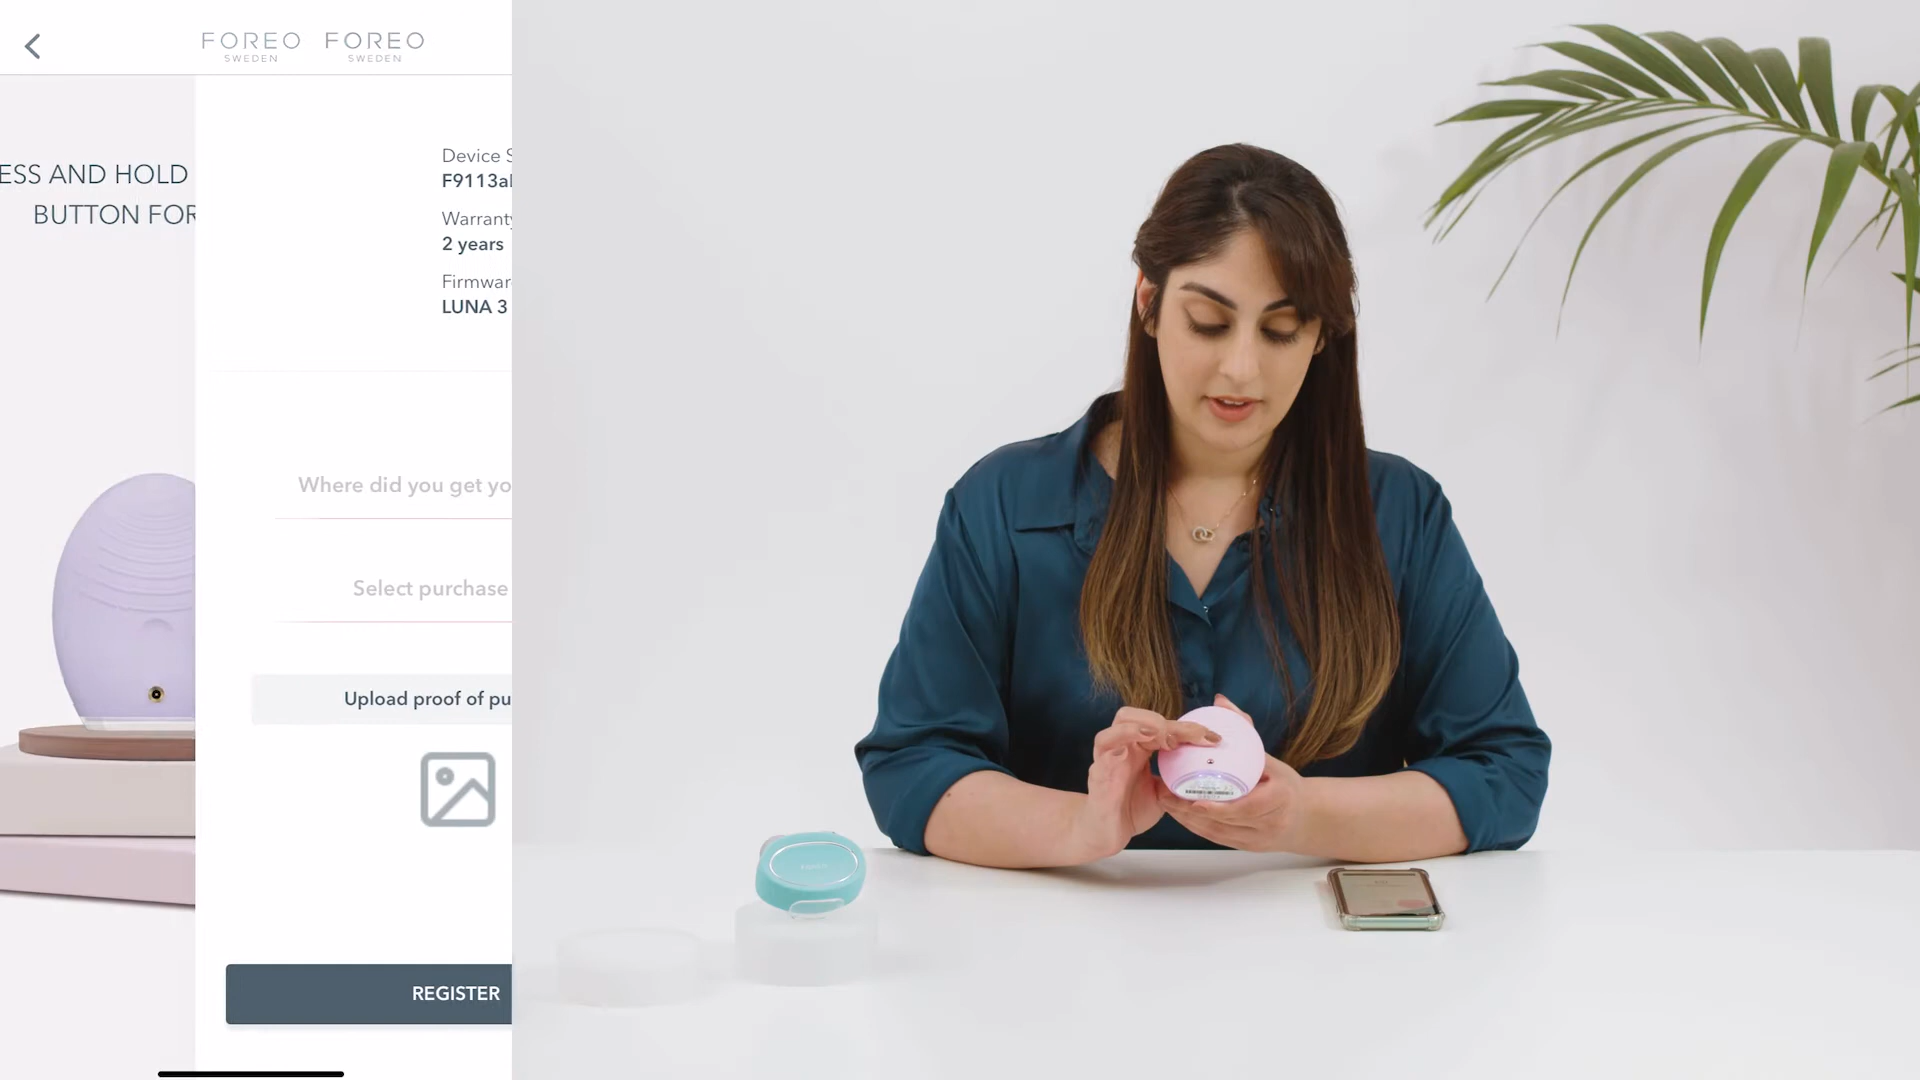 FOREO FOREO
SWEDEN SWEDEN
ESS AND HOLD
BUTTON FOR
Device S
F9113a
Warranty
2 years
Firmwar
LUNA 3
Where did you get yo
Select purchase
Upload proof of pu
REGISTER